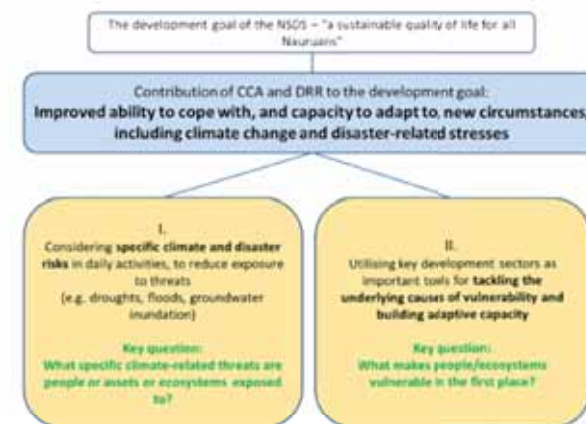 The development goal of the NSDS – "a sustainable quality of life for all
Nauruans"
Contribution of CCA and DRR to the development goal:
Improved ability to cope with, and capacity to adapt to, new circumstances,
including climate change and disaster-related stresses
I.
Considering specific climate and disaster
risks in daily activities, to reduce exposure
to threats
(e.g. droughts, floods, groundwater
inundation)
Key question:
What specific climate-related threats are
people or assets or ecosystems exposed
to?
II.
Utilising key development sectors as
important tools for tackling the
underlying causes of vulnerability and
building adaptive capacity
Key question:
What makes people/ecosystems
vulnerable in the first place?